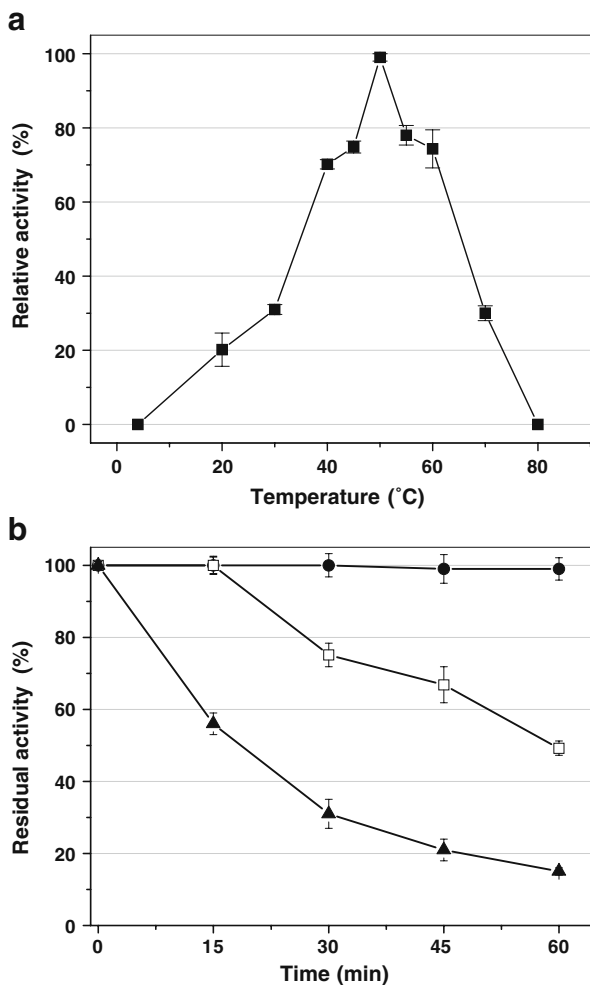 a
100
80
60
40
20
0
Relative activity (%)
0 20 40 60 80
Temperature (˚C)
b
100
80
60
40
20
0
Residual activity (%)
0 15 30 45 60
Time (min)